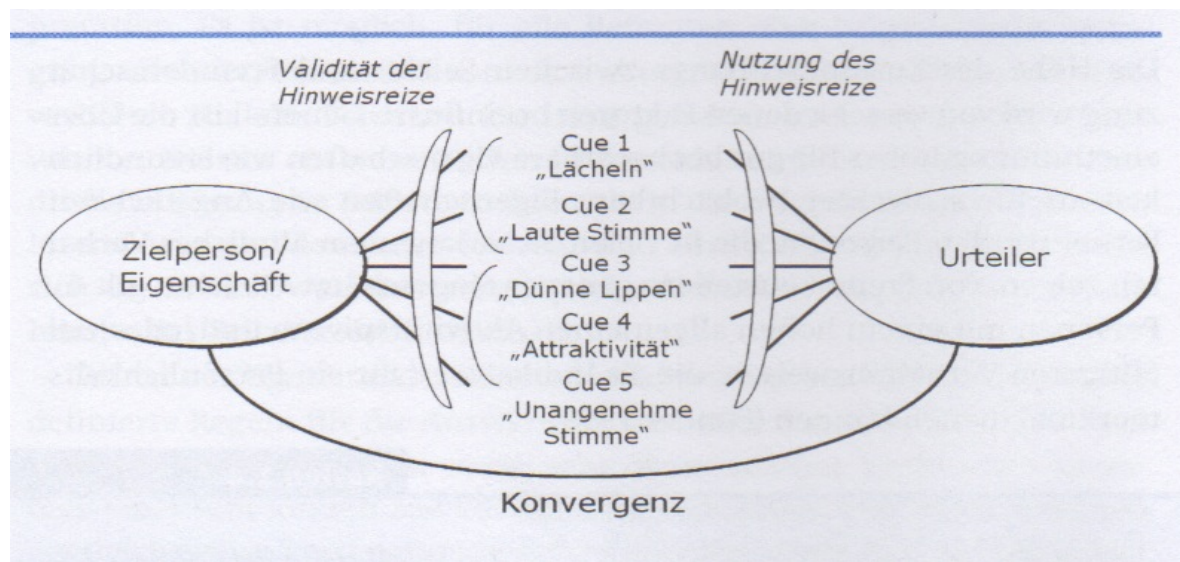 Validität der
Hinweisreize
Nutzung des
Hinweisreize
Cue 1
„Lächeln“
Cue 2
„Laute Stimme“
Cue 3
„Dünne Lippen“
Cue 4
„Attraktivität“
Cue 5
„Unangenehme
Stimme“
Zielperson/
Eigenschaft
Urteiler
Konvergenz